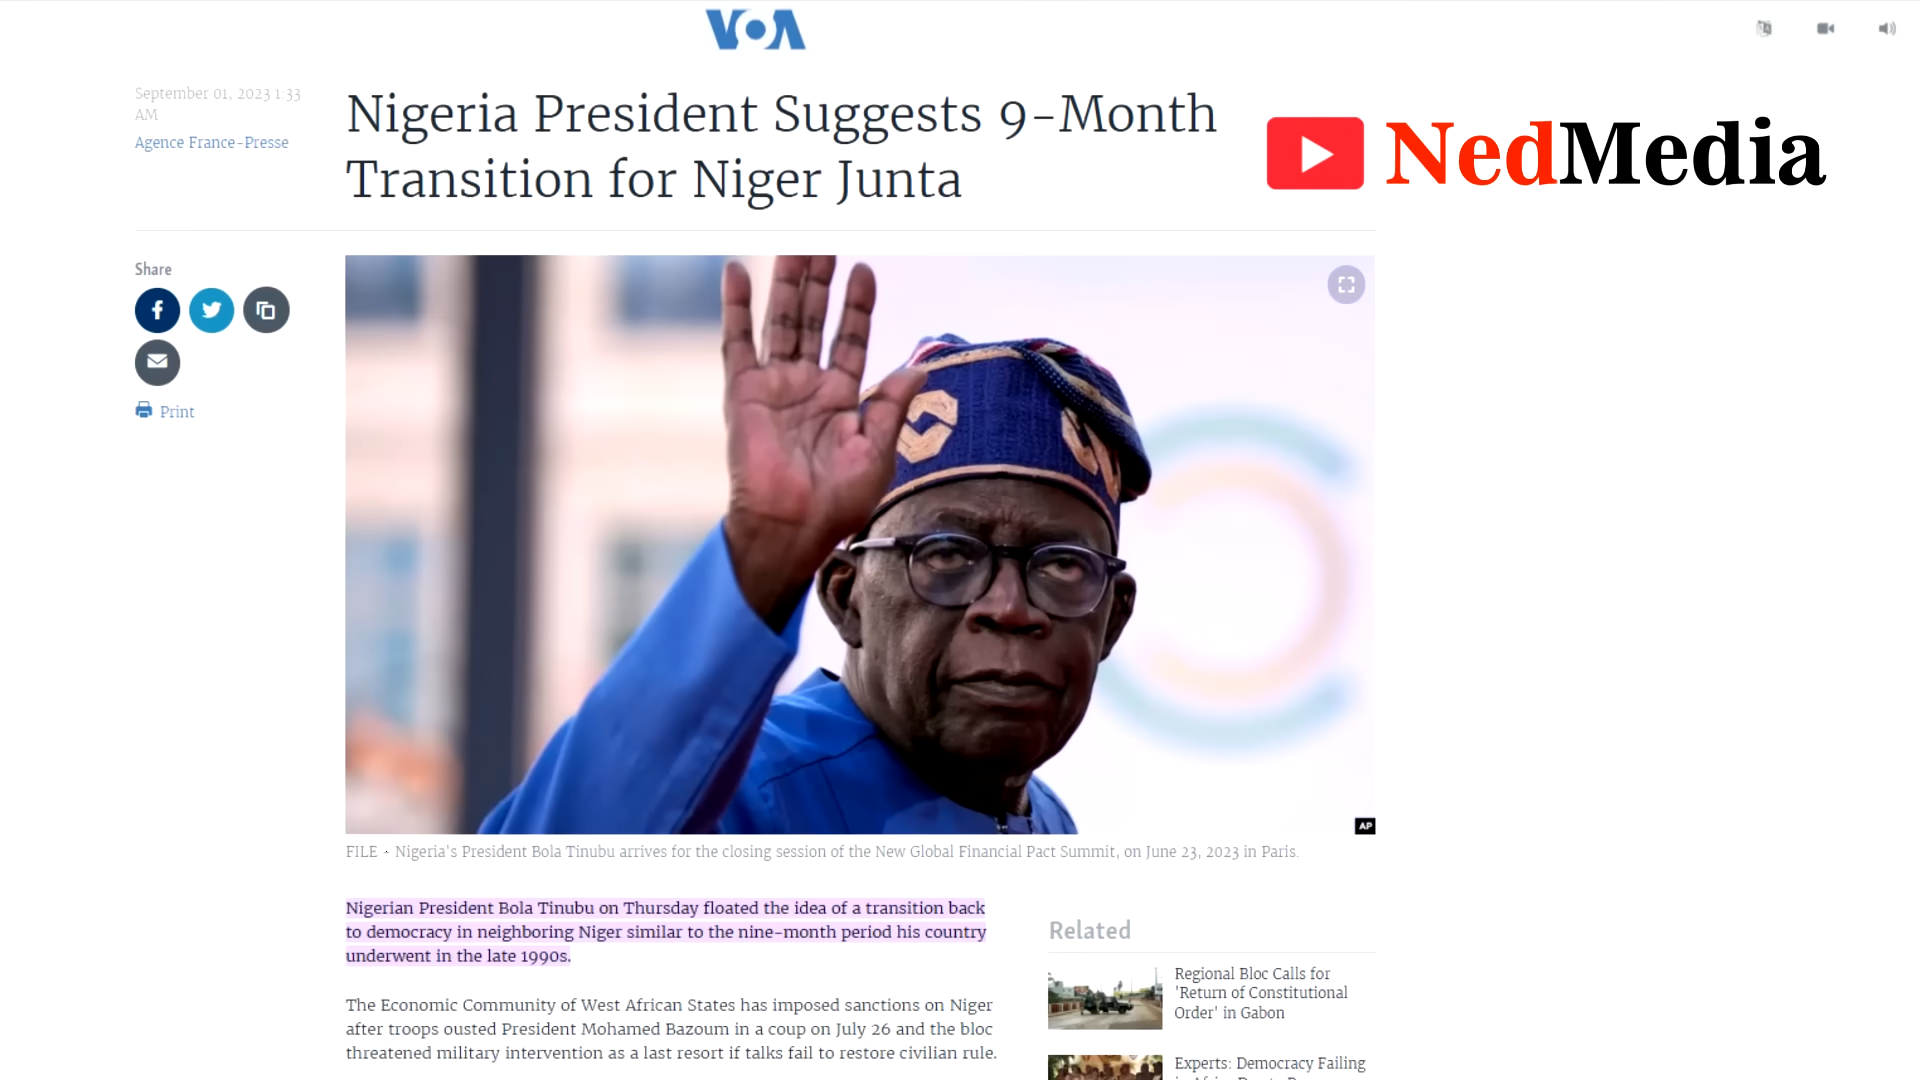 VOA
September 01, 2023 1:33
AM
Agence France-Presse
Nigeria President Suggests 9-Month
Transition for Niger Junta
NedMedia
Share
Print
AP
FILE - Nigeria's President Bola Tinubu arrives for the closing session of the New Global Financial Pact Summit, on June 23, 2023 in Paris.
Nigerian President Bola Tinubu on Thursday floated the idea of a transition back
to democracy in neighboring Niger similar to the nine-month period his country
underwent in the late 1990s.
The Economic Community of West African States has imposed sanctions on Niger
after troops ousted President Mohamed Bazoum in a coup on July 26 and the bloc
threatened military intervention as a last resort if talks fail to restore civilian rule.
Related
Regional Bloc Calls for
'Return of Constitutional
Order' in Gabon
Experts: Democracy Failing